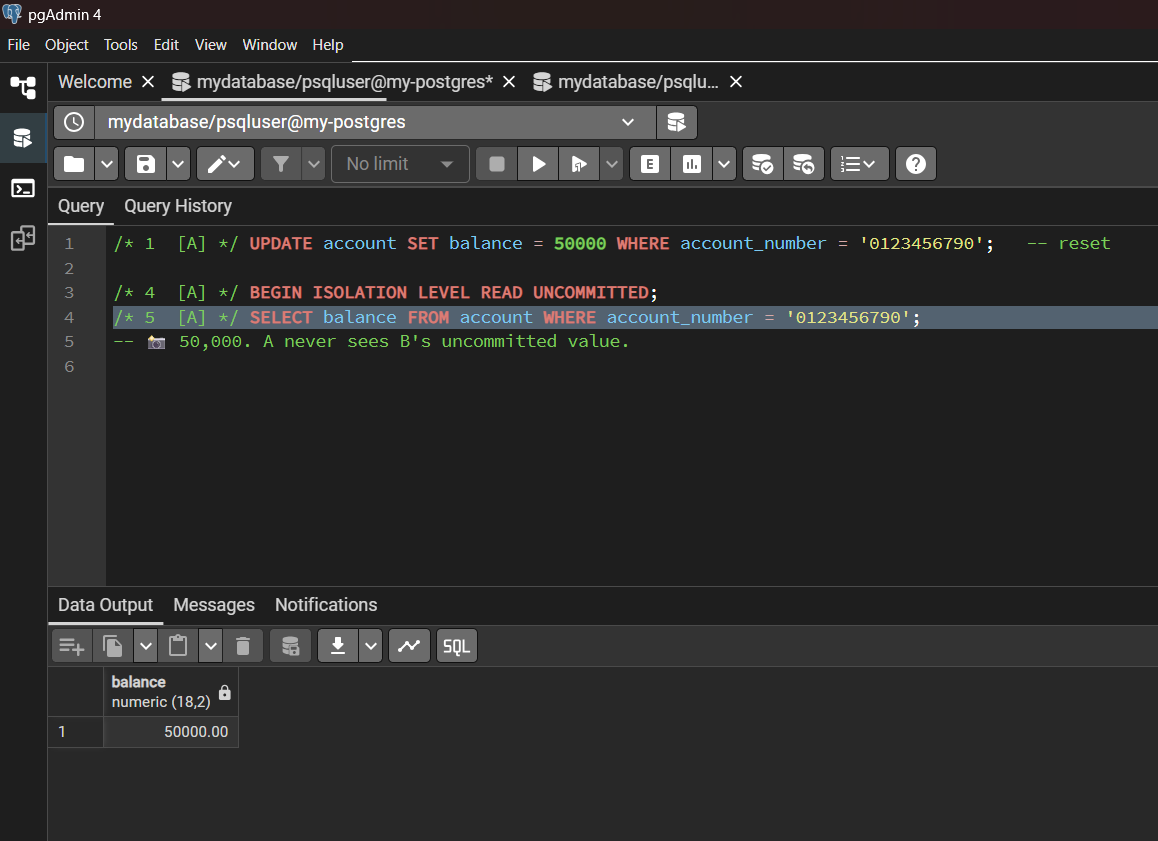 pgAdmin 4
File Object Tools Edit View Window Help
Welcome mydatabase/psqluser@my-postgres* mydatabase/psqlu...
mydatabase/psqluser@my-postgres
No limit
E
Query Query History
1 /* 1 [A] */ UPDATE account SET balance = 50000 WHERE account_number = '0123456790'; -- reset
2
3 /* 4 [A] */ BEGIN ISOLATION LEVEL READ UNCOMMITTED;
4 /* 5 [A] */ SELECT balance FROM account WHERE account_number = '0123456790';
5 -- 📷 50,000. A never sees B's uncommitted value.
6
Data Output Messages Notifications
SQL
balance
numeric (18,2)
1 50000.00